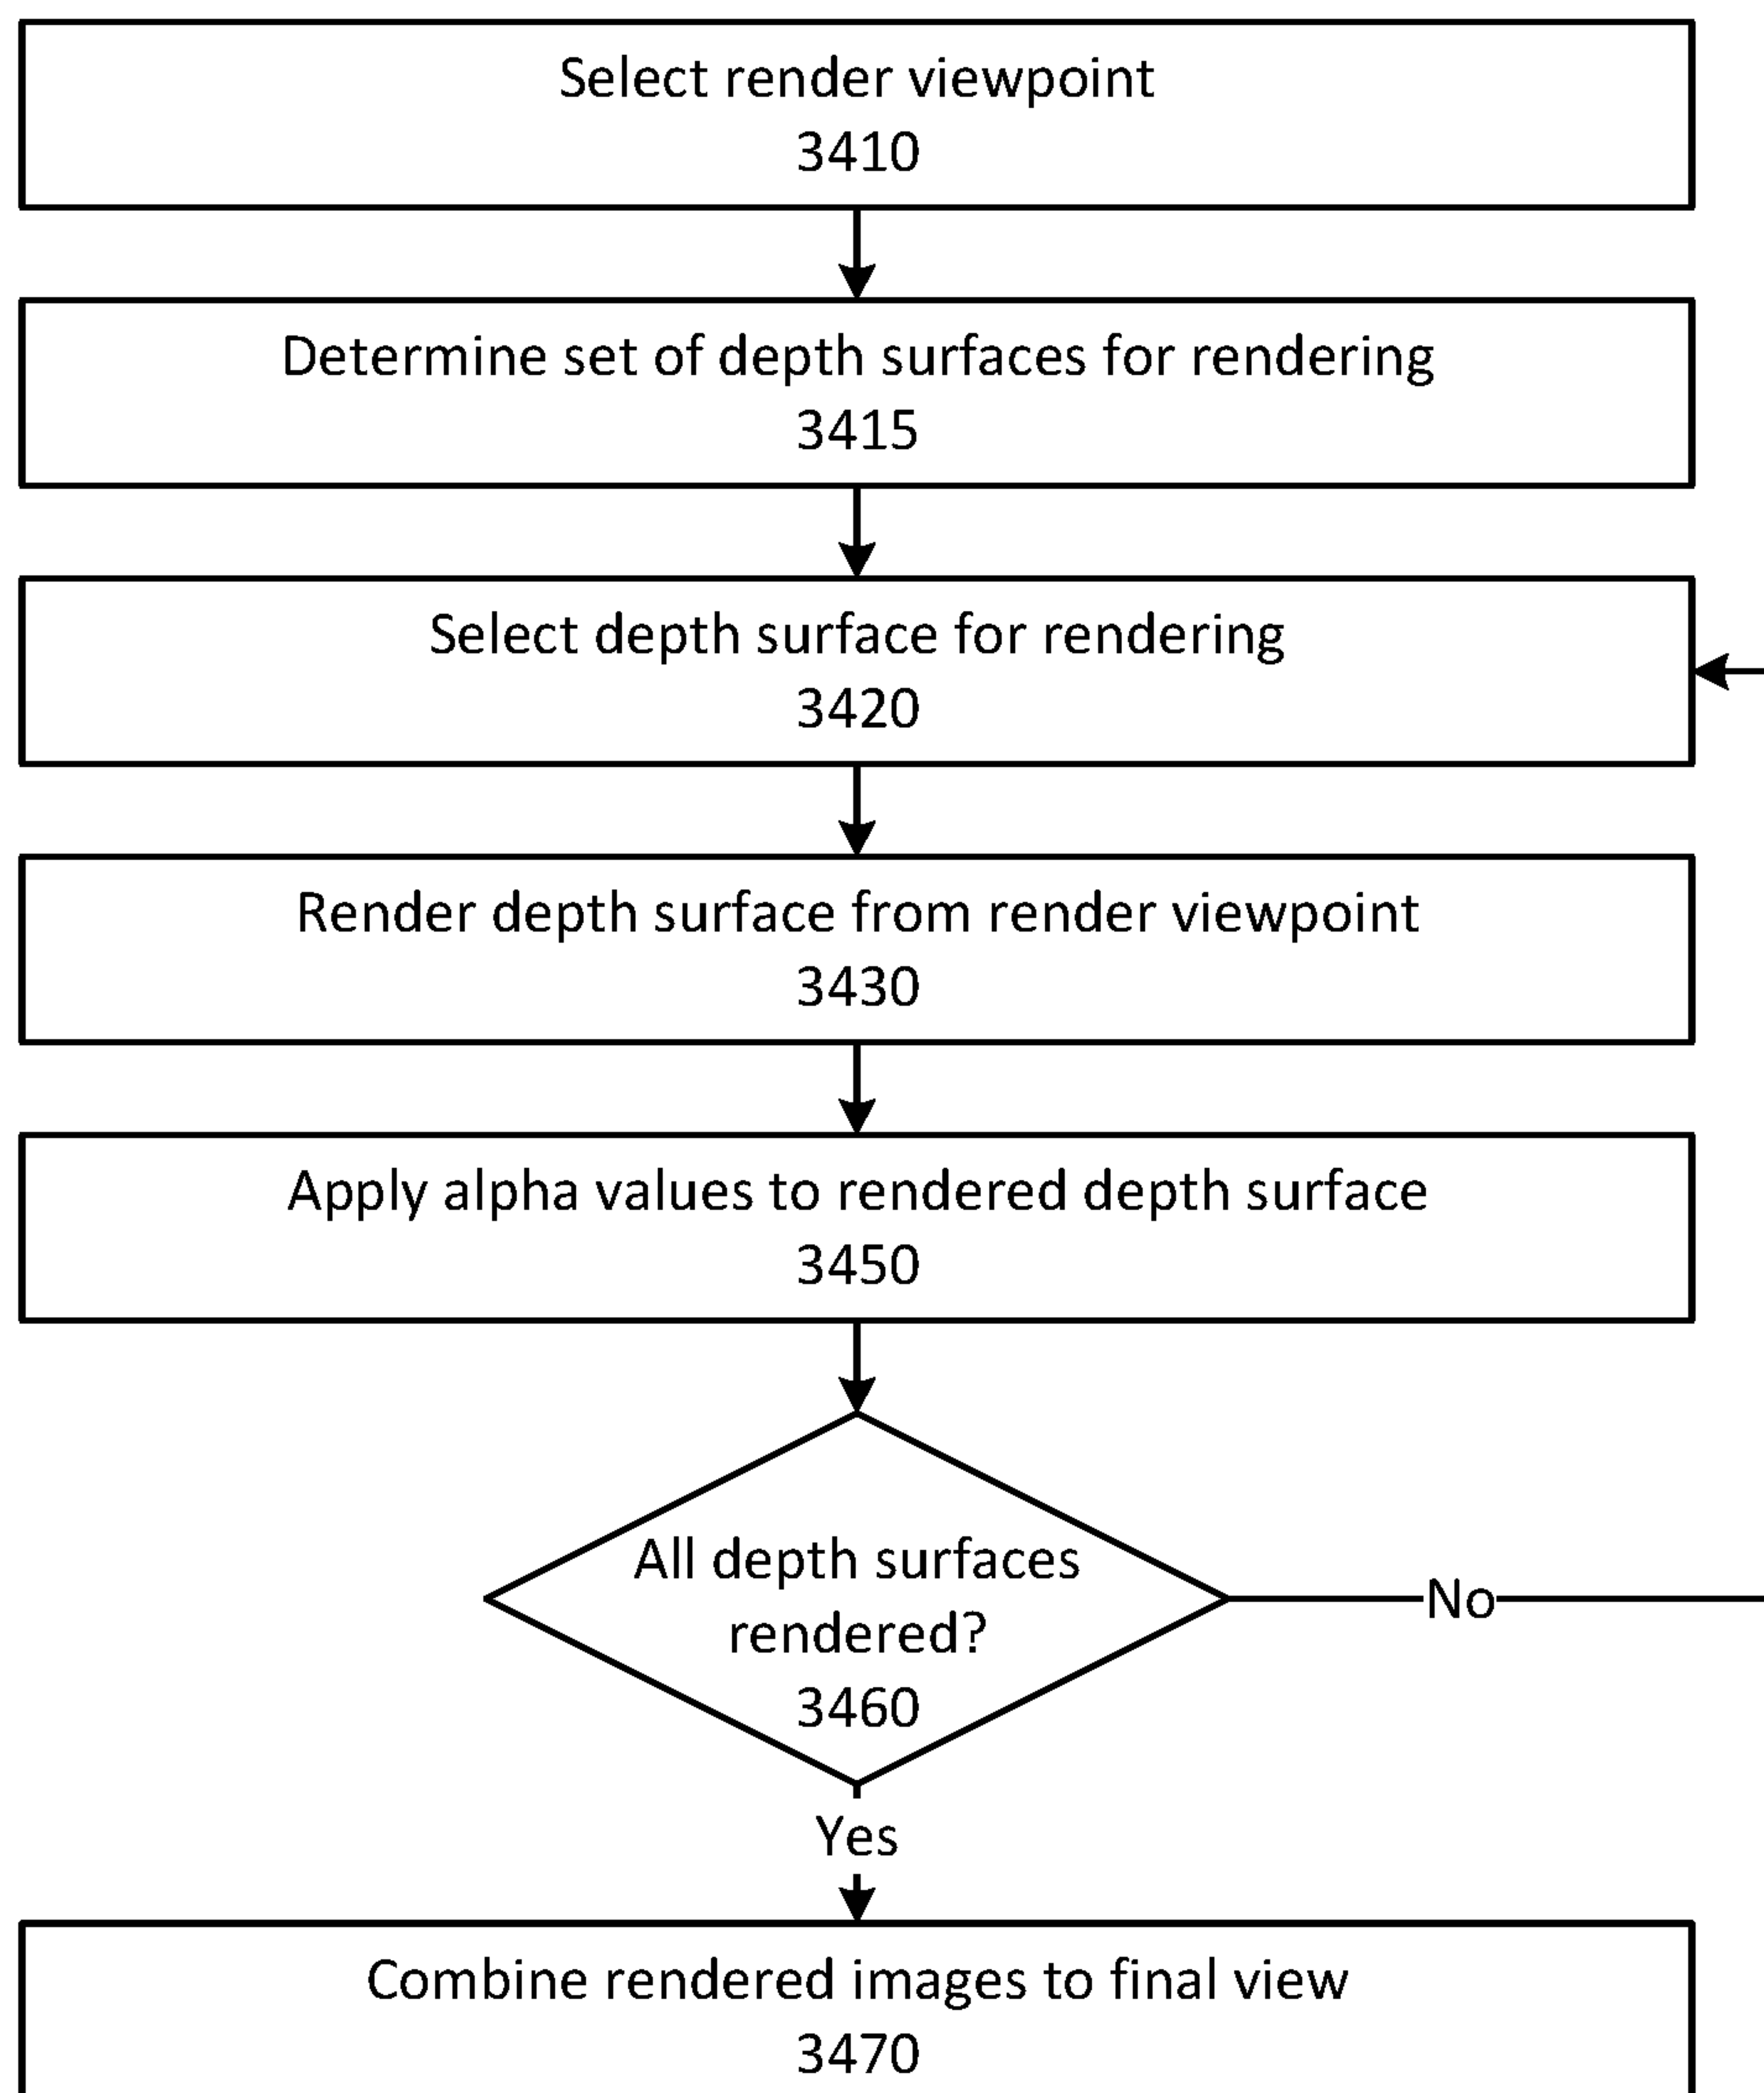 Select render viewpoint
3410
Determine set of depth surfaces for rendering
3415
Select depth surface for rendering
3420
Render depth surface from render viewpoint
3430
Apply alpha values to rendered depth surface
3450
All depth surfaces
rendered?
3460
No
Yes
Combine rendered images to final view
3470